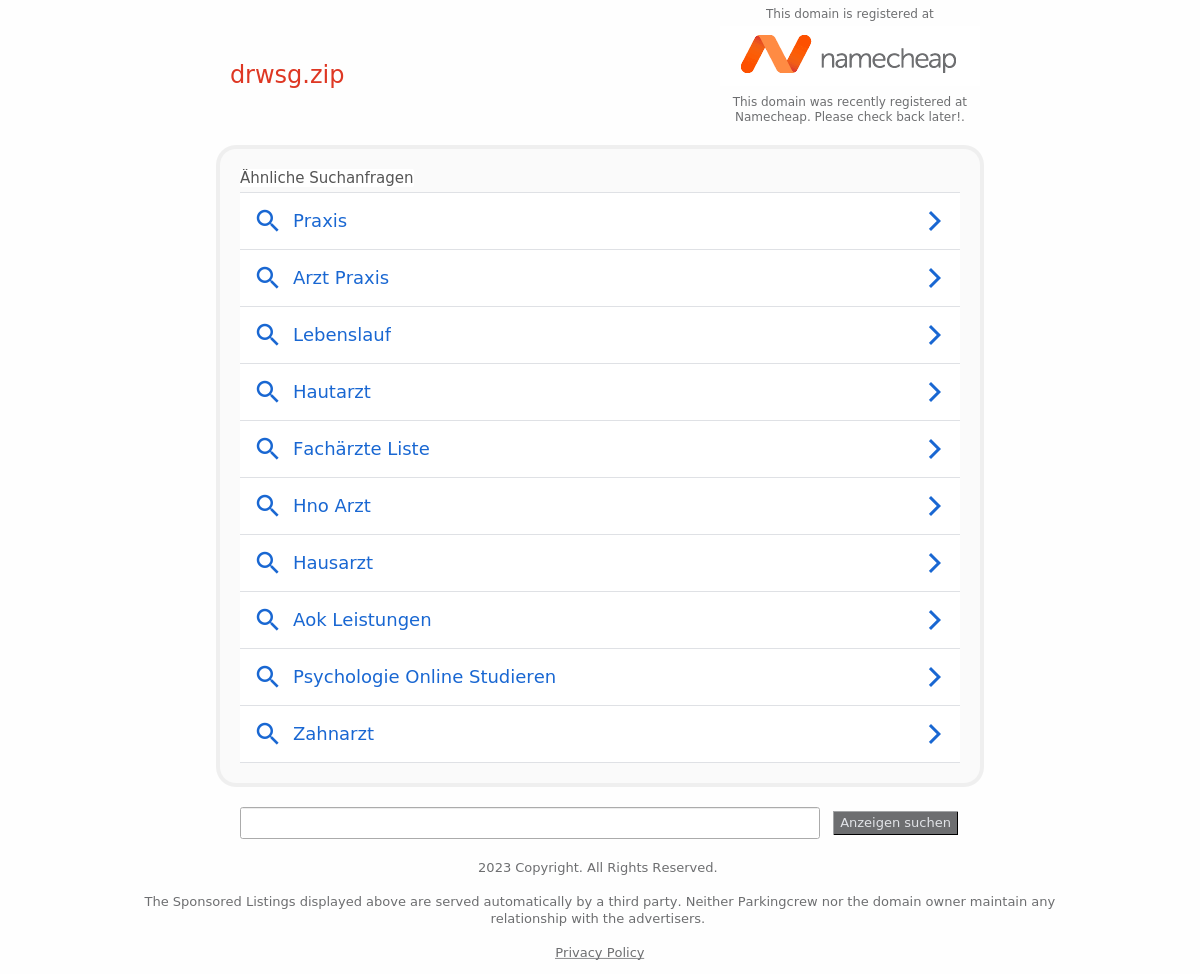 This domain is registered at
namecheap
drwsg.zip
This domain was recently registered at
Namecheap. Please check back later!.
Ähnliche Suchanfragen
Praxis
Arzt Praxis
Lebenslauf
Hautarzt
Fachärzte Liste
Hno Arzt
Hausarzt
Aok Leistungen
Psychologie Online Studieren
Zahnarzt
Anzeigen suchen
2023 Copyright. All Rights Reserved.
The Sponsored Listings displayed above are served automatically by a third party. Neither Parkingcrew nor the domain owner maintain any
relationship with the advertisers.
Privacy Policy